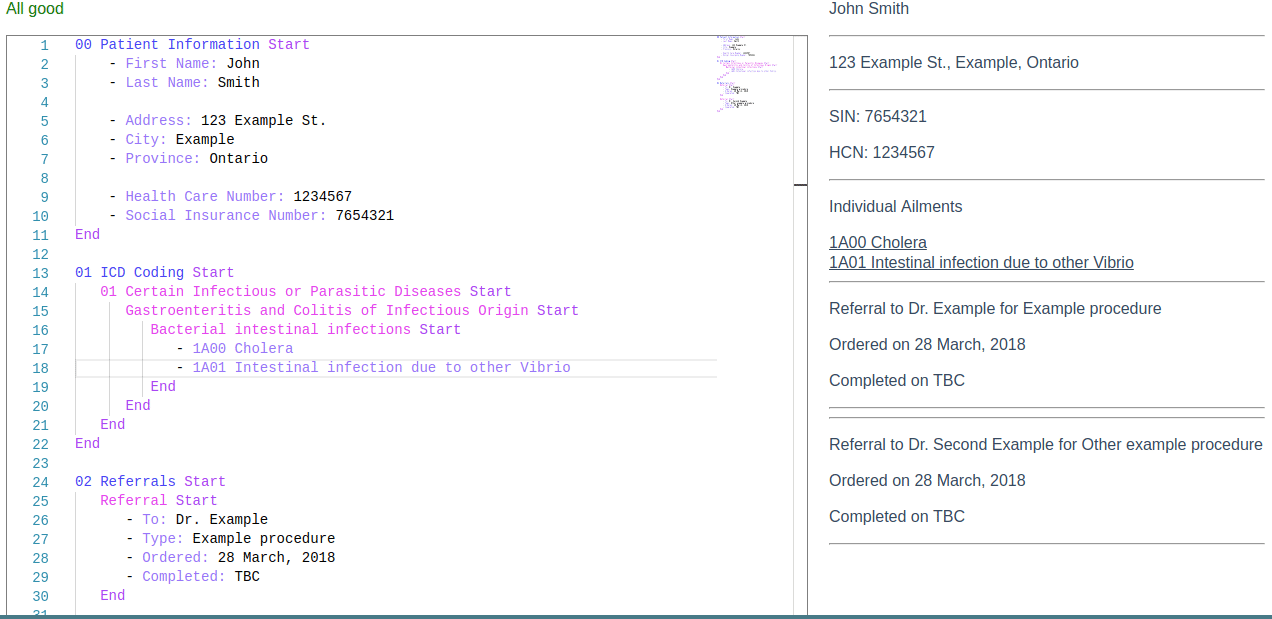 All good
1 00 Patient Information Start
2 - First Name: John
3 - Last Name: Smith
4
5 - Address: 123 Example St.
6 - City: Example
7 - Province: Ontario
8
9 - Health Care Number: 1234567
10 - Social Insurance Number: 7654321
11 End
12
13 01 ICD Coding Start
14 01 Certain Infectious or Parasitic Diseases Start
15 Gastroenteritis and Colitis of Infectious Origin Start
16 Bacterial intestinal infections Start
17 - 1A00 Cholera
18 - 1A01 Intestinal infection due to other Vibrio
19 End
20 End
21 End
22 End
23
24 02 Referrals Start
25 Referral Start
26 - To: Dr. Example
27 - Type: Example procedure
28 - Ordered: 28 March, 2018
29 - Completed: TBC
30 End
31
John Smith
123 Example St., Example, Ontario
SIN: 7654321
HCN: 1234567
Individual Ailments
1A00 Cholera
1A01 Intestinal infection due to other Vibrio
Referral to Dr. Example for Example procedure
Ordered on 28 March, 2018
Completed on TBC
Referral to Dr. Second Example for Other example procedure
Ordered on 28 March, 2018
Completed on TBC